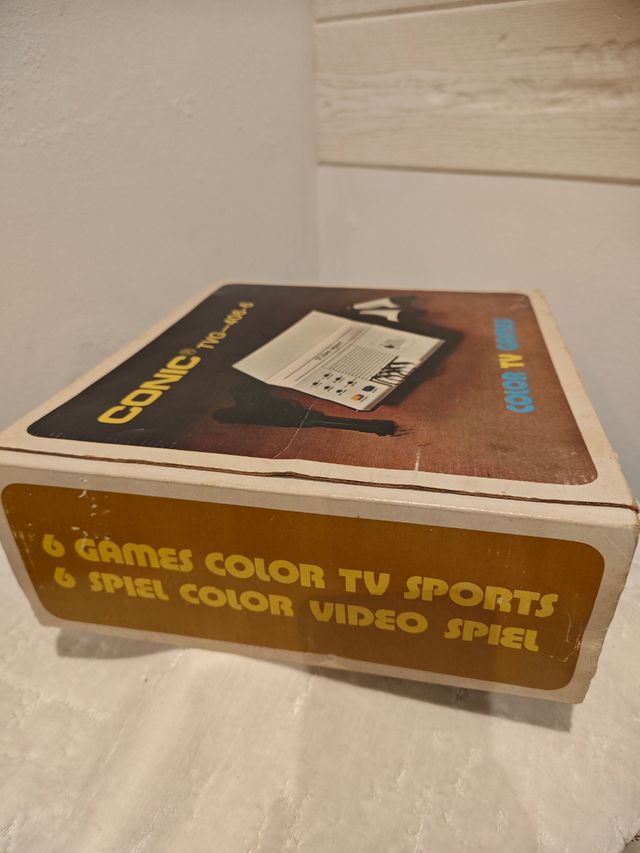 CONIC® TVG-406-6
COLOR TV GAMES
6 GAMES COLOR TV SPORTS
6 SPIEL COLOR VIDEO SPIEL